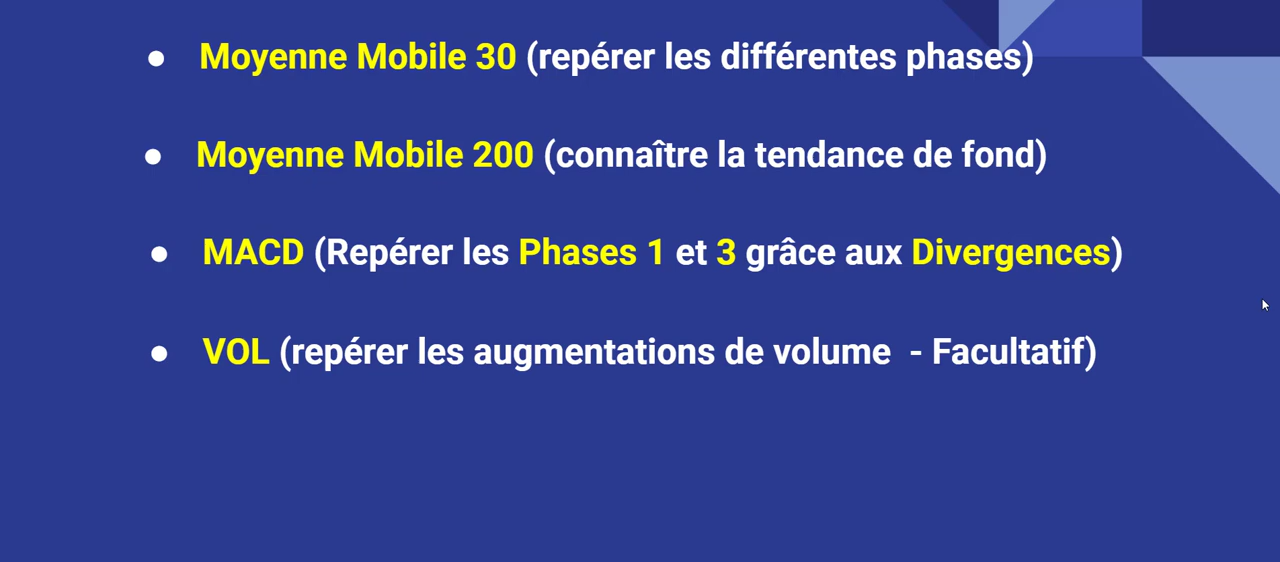 ● Moyenne Mobile 30 (repérer les différentes phases)
● Moyenne Mobile 200 (connaître la tendance de fond)
● MACD (Repérer les Phases 1 et 3 grâce aux Divergences)
● VOL (repérer les augmentations de volume - Facultatif)